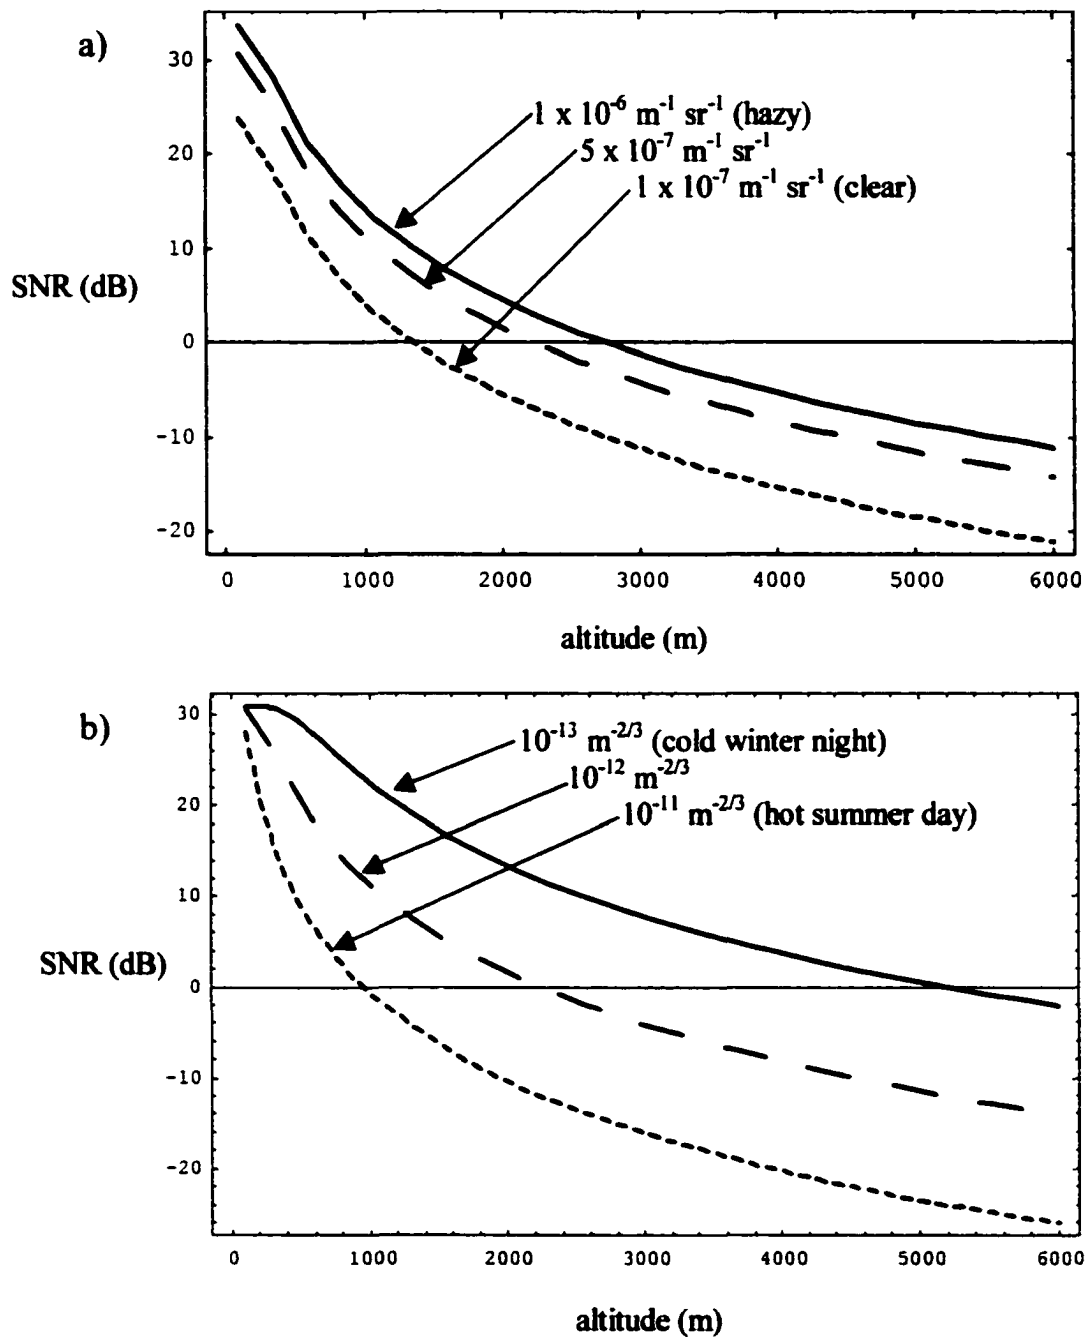 a)
30
20
10
0
-10
-20
SNR (dB)
1 x 10⁻⁶ m⁻¹ sr⁻¹ (hazy)
5 x 10⁻⁷ m⁻¹ sr⁻¹
1 x 10⁻⁷ m⁻¹ sr⁻¹ (clear)
0 1000 2000 3000 4000 5000 6000
altitude (m)
b)
30
20
10
0
-10
-20
SNR (dB)
10⁻¹³ m⁻²/³ (cold winter night)
10⁻¹² m⁻²/³
10⁻¹¹ m⁻²/³ (hot summer day)
0 1000 2000 3000 4000 5000 6000
altitude (m)